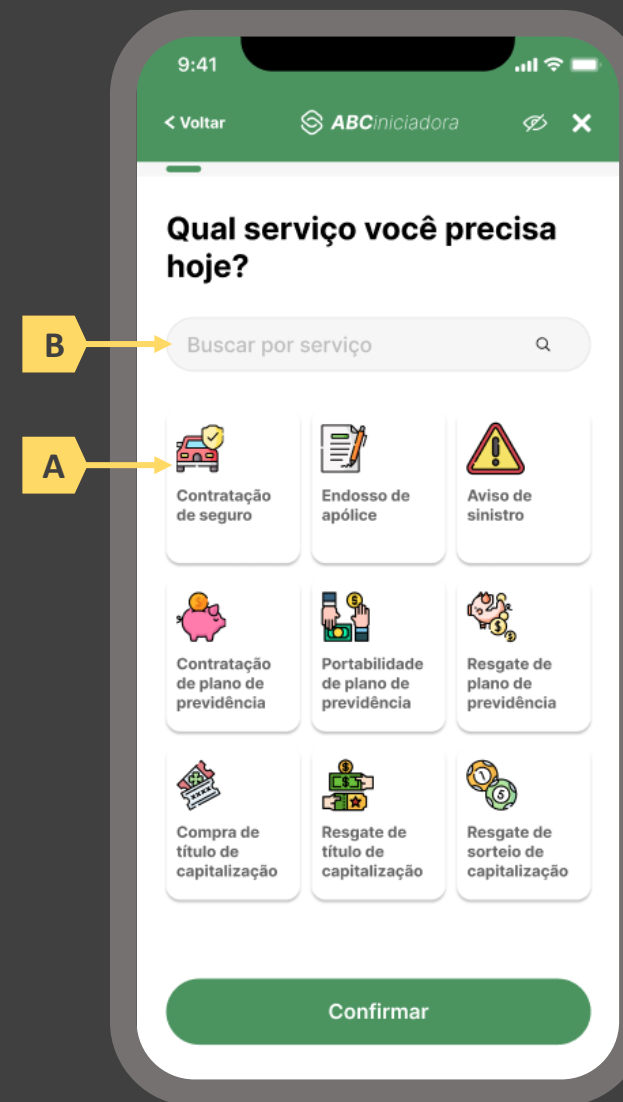 9:41
< Voltar
ABCiniciadora
Qual serviço você precisa
hoje?
B
Buscar por serviço
A
Contratação
de seguro
Endosso de
apólice
Aviso de
sinistro
Contratação
de plano de
previdência
Portabilidade
de plano de
previdência
Resgate de
plano de
previdência
Compra de
título de
capitalização
Resgate de
título de
capitalização
Resgate de
sorteio de
capitalização
Confirmar